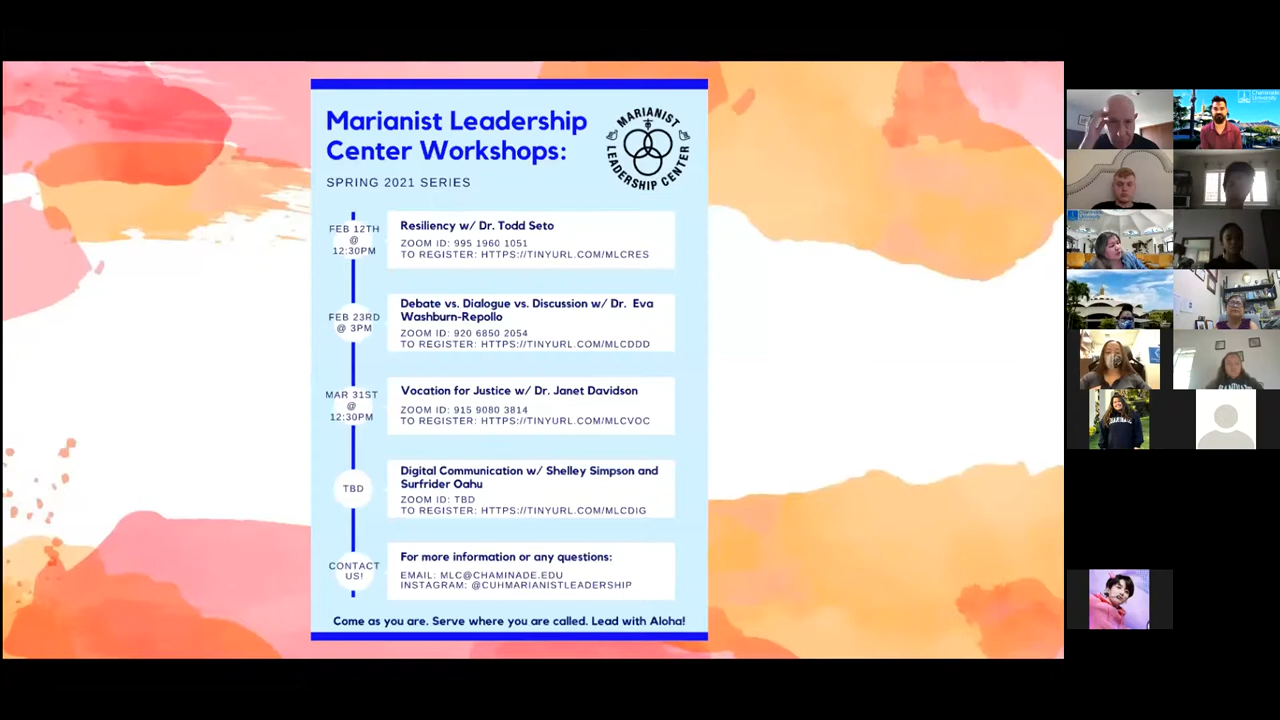 Marianist Leadership
Center Workshops:
MARIANIST
LEADERSHIP CENTER
SPRING 2021 SERIES
FEB 12TH
@
12:30PM
Resiliency w/ Dr. Todd Seto
ZOOM ID: 995 1960 1051
TO REGISTER: HTTPS://TINYURL.COM/MLCRES
FEB 23RD
@ 3PM
Debate vs. Dialogue vs. Discussion w/ Dr. Eva
Washburn-Repollo
ZOOM ID: 920 6850 2054
TO REGISTER: HTTPS://TINYURL.COM/MLCDDD
MAR 31ST
@
12:30PM
Vocation for Justice w/ Dr. Janet Davidson
ZOOM ID: 915 9080 3814
TO REGISTER: HTTPS://TINYURL.COM/MLCVOC
TBD
Digital Communication w/ Shelley Simpson and
Surfrider Oahu
ZOOM ID: TBD
TO REGISTER: HTTPS://TINYURL.COM/MLCDIG
CONTACT
US!
For more information or any questions:
EMAIL: MLC@CHAMINADE.EDU
INSTAGRAM: @CUHMARIANISTLEADERSHIP
Come as you are. Serve where you are called. Lead with Aloha!
Chaminade
University